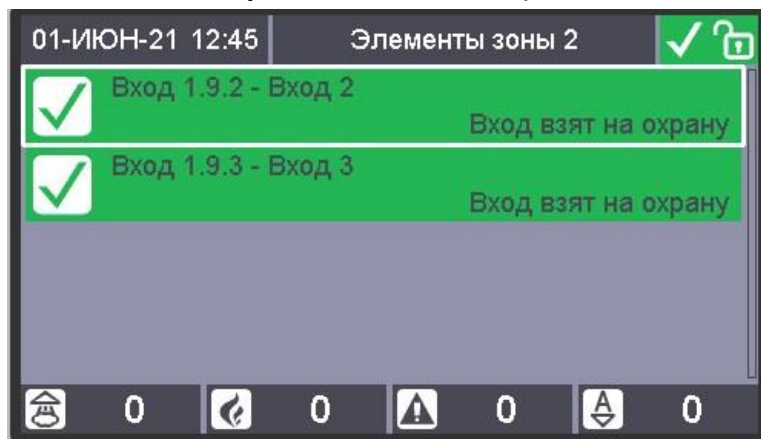 01-ИЮН-21 12:45 Элементы зоны 2
Вход 1.9.2 - Вход 2
Вход взят на охрану
Вход 1.9.3 - Вход 3
Вход взят на охрану
0 0 0 A 0